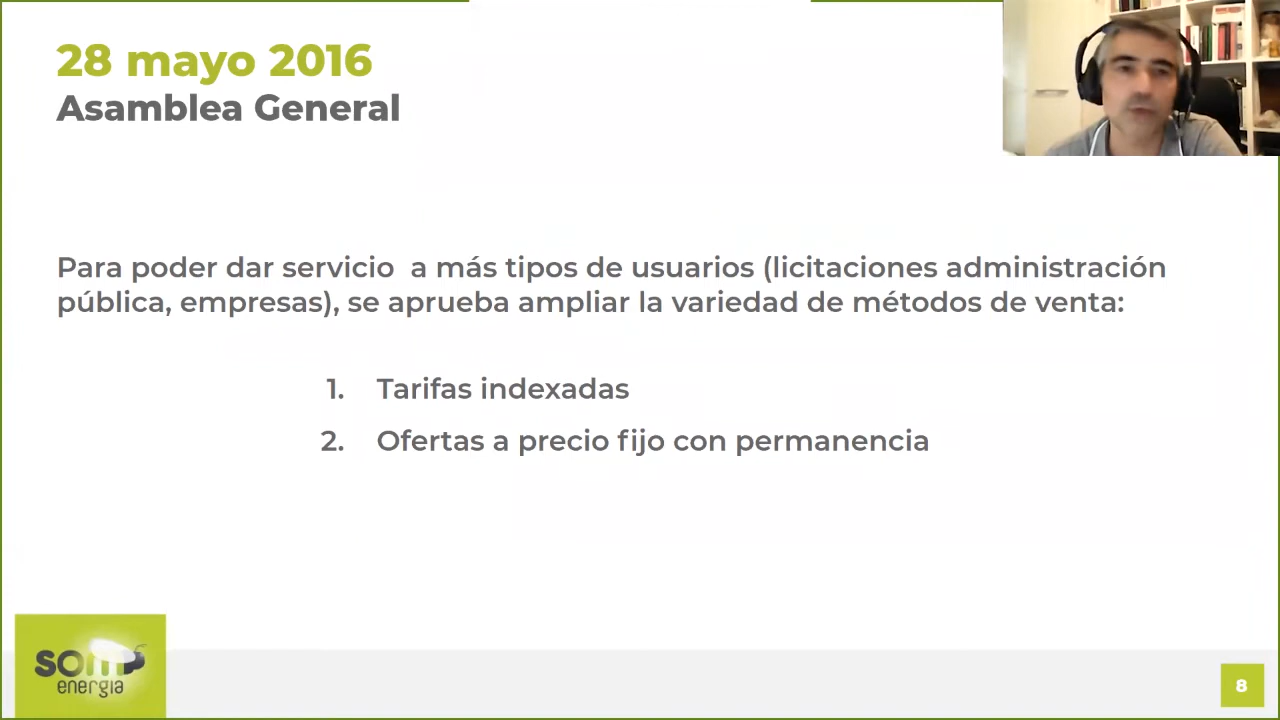 28 mayo 2016
Asamblea General
Para poder dar servicio  a más tipos de usuarios (licitaciones administración
pública, empresas), se aprueba ampliar la variedad de métodos de venta:
1. Tarifas indexadas
2. Ofertas a precio fijo con permanencia
som
energia
8